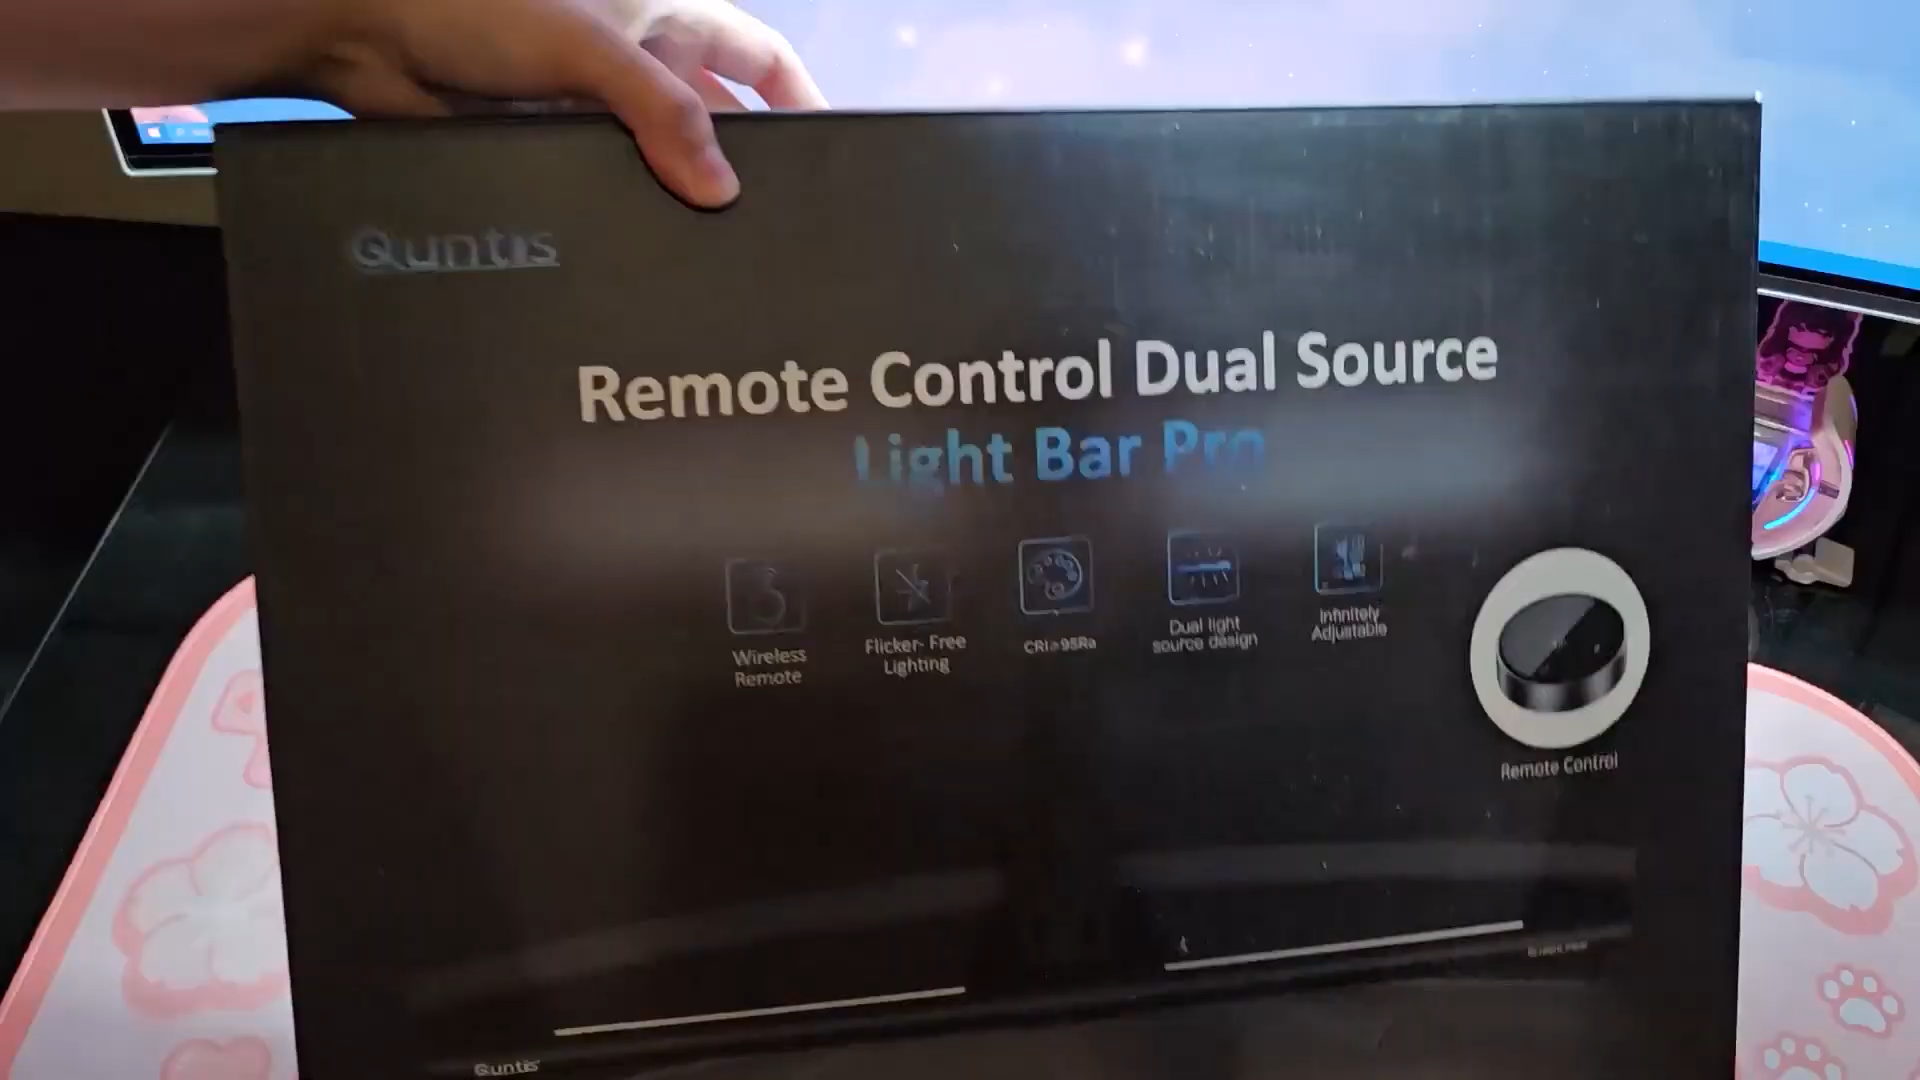 Quntis
Remote Control Dual Source
Light Bar Pro
Wireless
Remote
Flicker- Free
Lighting
CRI≥95Ra
Dual light
source design
Infinitely
Adjustable
Remote Control
Quntis